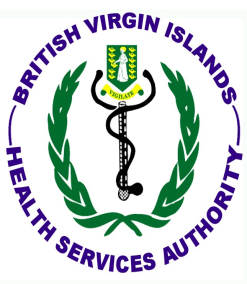 BRITISH VIRGIN ISLANDS
VIGILATE
HEALTH SERVICES AUTHORITY